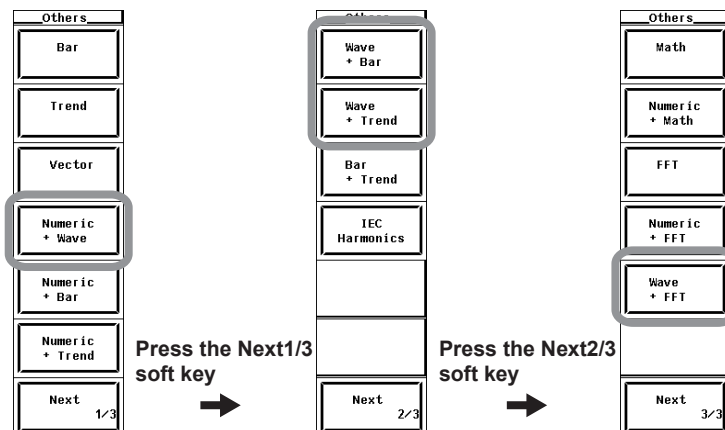 Others
Bar
Trend
Vector
Numeric
+ Wave
Numeric
+ Bar
Numeric
+ Trend
Next
1/3
Press the Next1/3
soft key
Others
Wave
+ Bar
Wave
+ Trend
Bar
+ Trend
IEC
Harmonics
Next
2/3
Press the Next2/3
soft key
Others
Math
Numeric
+ Math
FFT
Numeric
+ FFT
Wave
+ FFT
Next
3/3